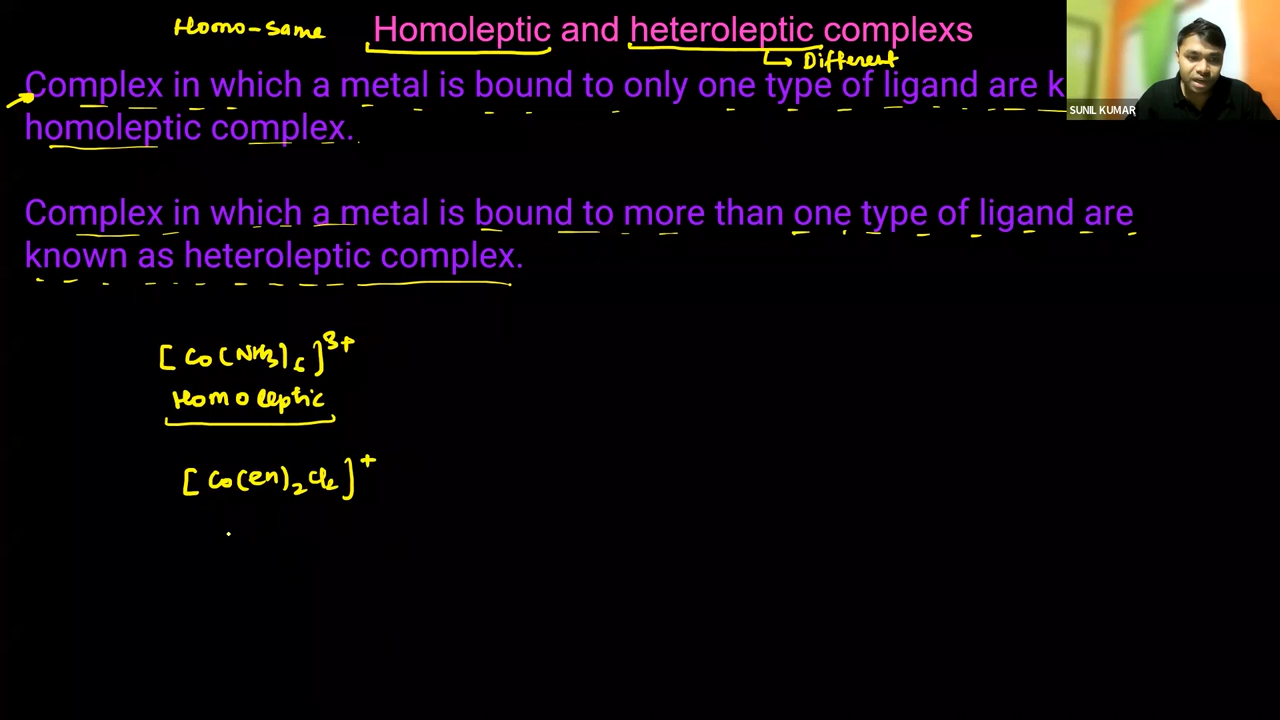 Homo-same
Homoleptic and heteroleptic complexs
Different
Complex in which a metal is bound to only one type of ligand are k
homoleptic complex.
SUNIL KUMAR
Complex in which a metal is bound to more than one type of ligand are
known as heteroleptic complex.
[Co(NH3)6]3+
Homoleptic
[Co(en)2Cl2]+